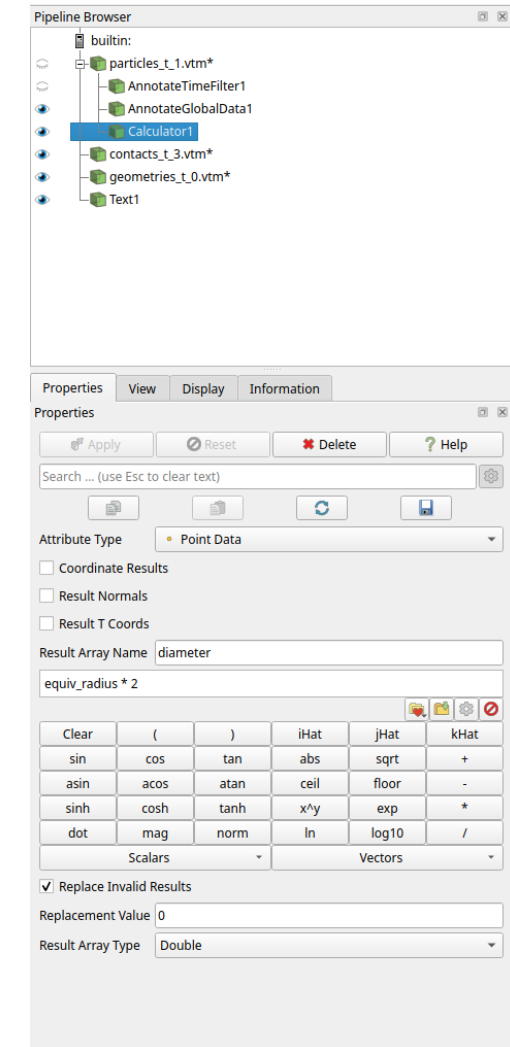 Pipeline Browser
builtin:
particles_t_1.vtm*
AnnotateTimeFilter1
AnnotateGlobalData1
Calculator1
contacts_t_3.vtm*
geometries_t_0.vtm*
Text1
Properties View Display Information
Properties
Apply Reset Delete ? Help
Search ... (use Esc to clear text)
Attribute Type Point Data
Coordinate Results
Result Normals
Result T Coords
Result Array Name diameter
equiv_radius * 2
Clear ( ) iHat jHat kHat
sin cos tan abs sqrt +
asin acos atan ceil floor -
sinh cosh tanh x^y exp *
dot mag norm ln log10 /
Scalars Vectors
Replace Invalid Results
Replacement Value 0
Result Array Type Double